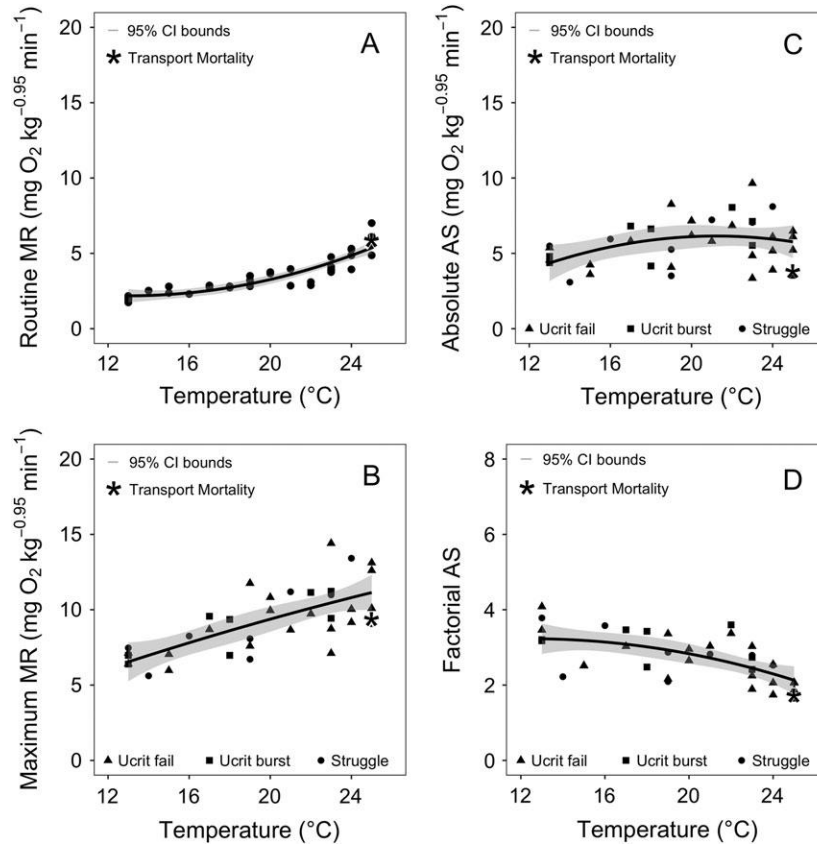 20
15
10
5
0
Routine MR (mg O₂ kg⁻⁰·⁹⁵ min⁻¹)
95% CI bounds
Transport Mortality
A
12 16 20 24
Temperature (°C)
20
15
10
5
0
Absolute AS (mg O₂ kg⁻⁰·⁹⁵ min⁻¹)
95% CI bounds
Transport Mortality
C
Ucrit fail Ucrit burst Struggle
12 16 20 24
Temperature (°C)
20
15
10
5
0
Maximum MR (mg O₂ kg⁻⁰·⁹⁵ min⁻¹)
95% CI bounds
Transport Mortality
B
Ucrit fail Ucrit burst Struggle
12 16 20 24
Temperature (°C)
8
6
4
2
0
Factorial AS
95% CI bounds
Transport Mortality
D
Ucrit fail Ucrit burst Struggle
12 16 20 24
Temperature (°C)